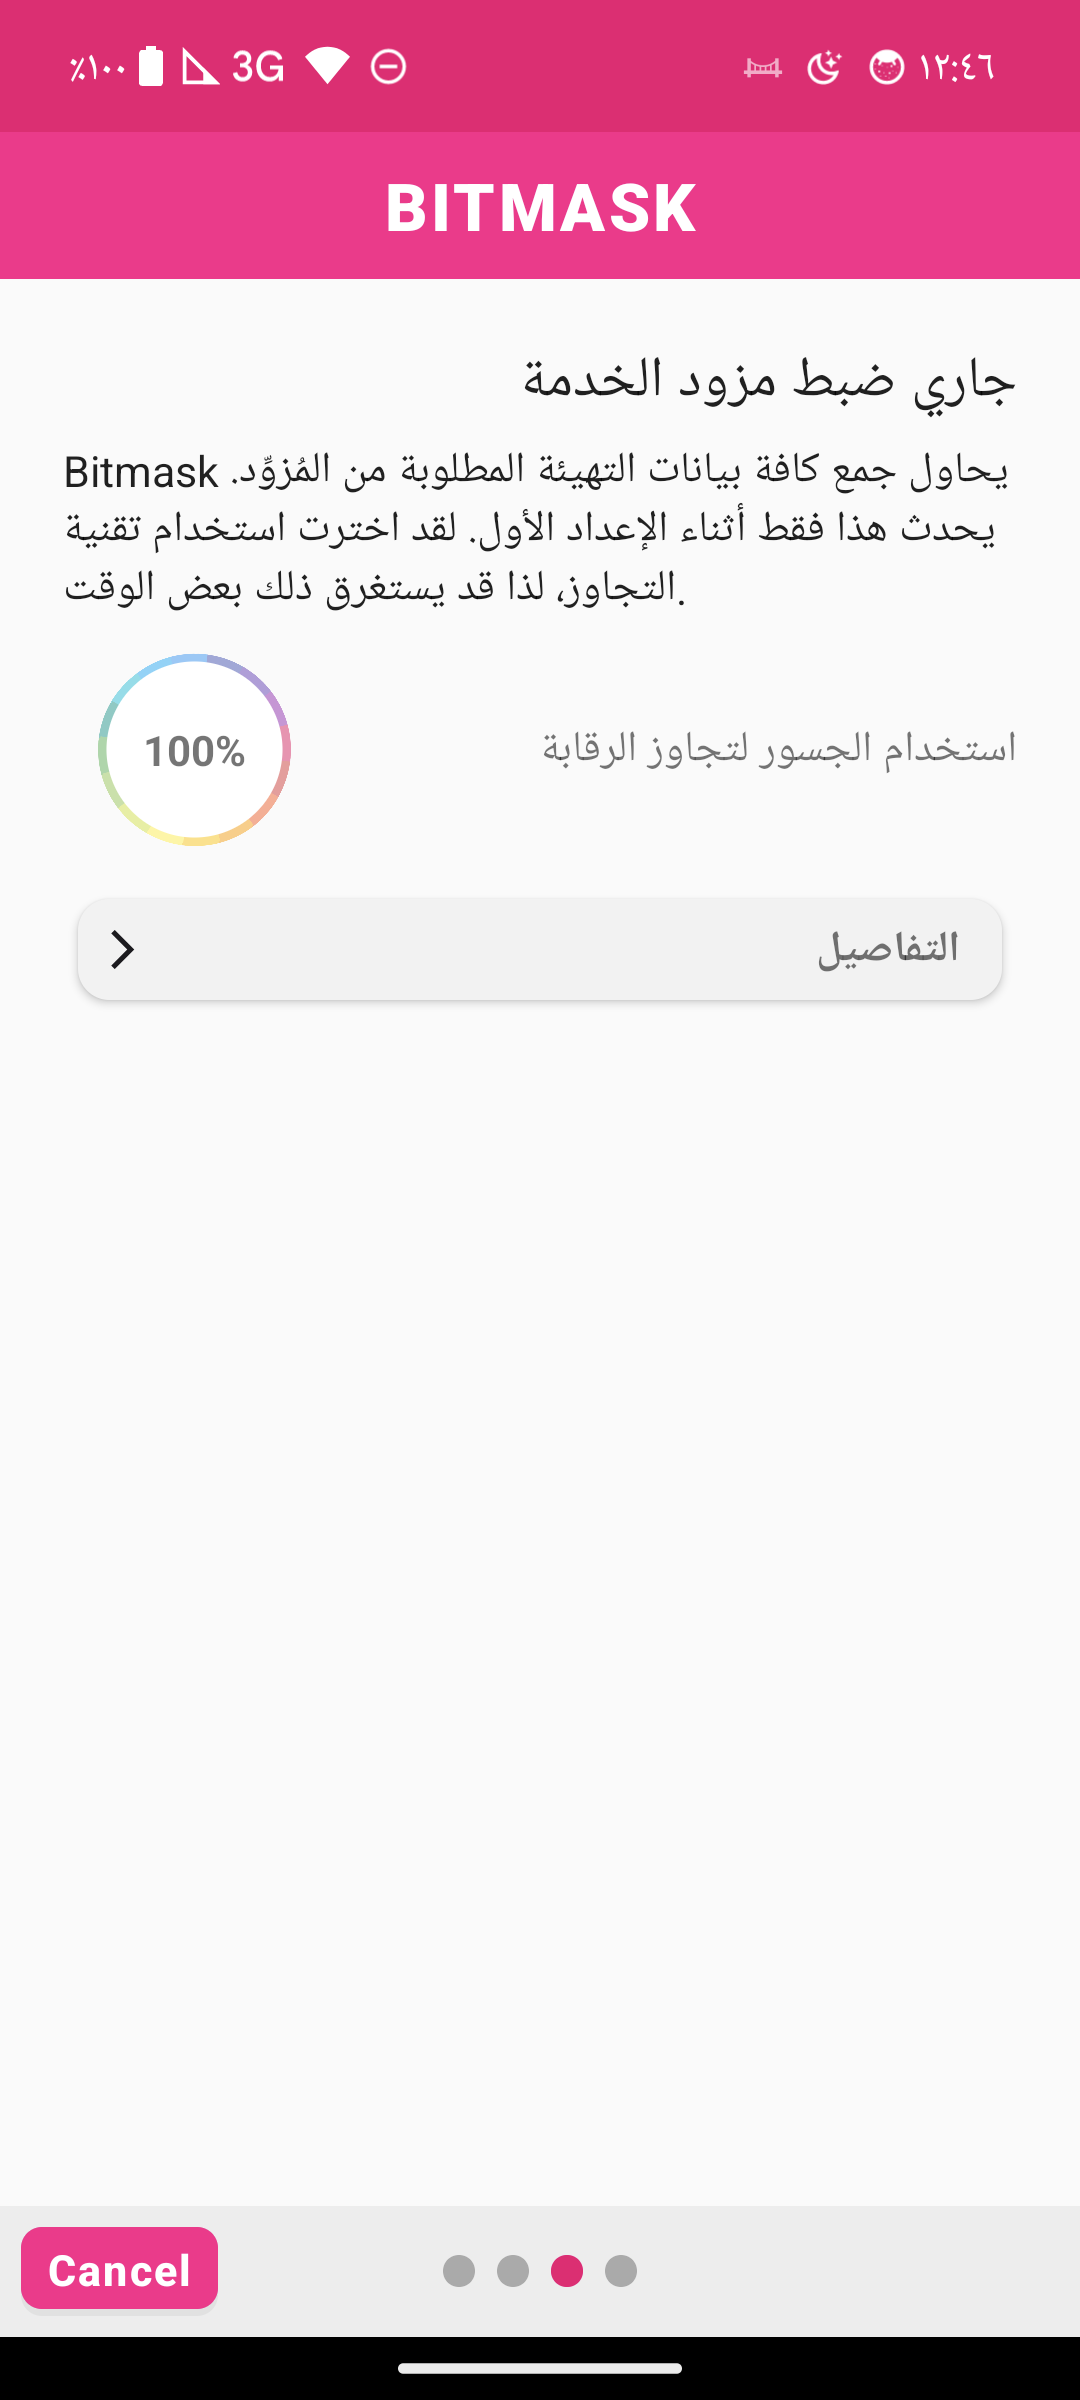 ١٢:٤٦
3G
٪١٠٠
BITMASK
جاري ضبط مزود الخدمة
Bitmask يحاول جمع كافة بيانات التهيئة المطلوبة من المُزوِّد.
يحدث هذا فقط أثناء الإعداد الأول. لقد اخترت استخدام تقنية
التجاوز، لذا قد يستغرق ذلك بعض الوقت.
استخدام الجسور لتجاوز الرقابة
100%
التفاصيل
Cancel